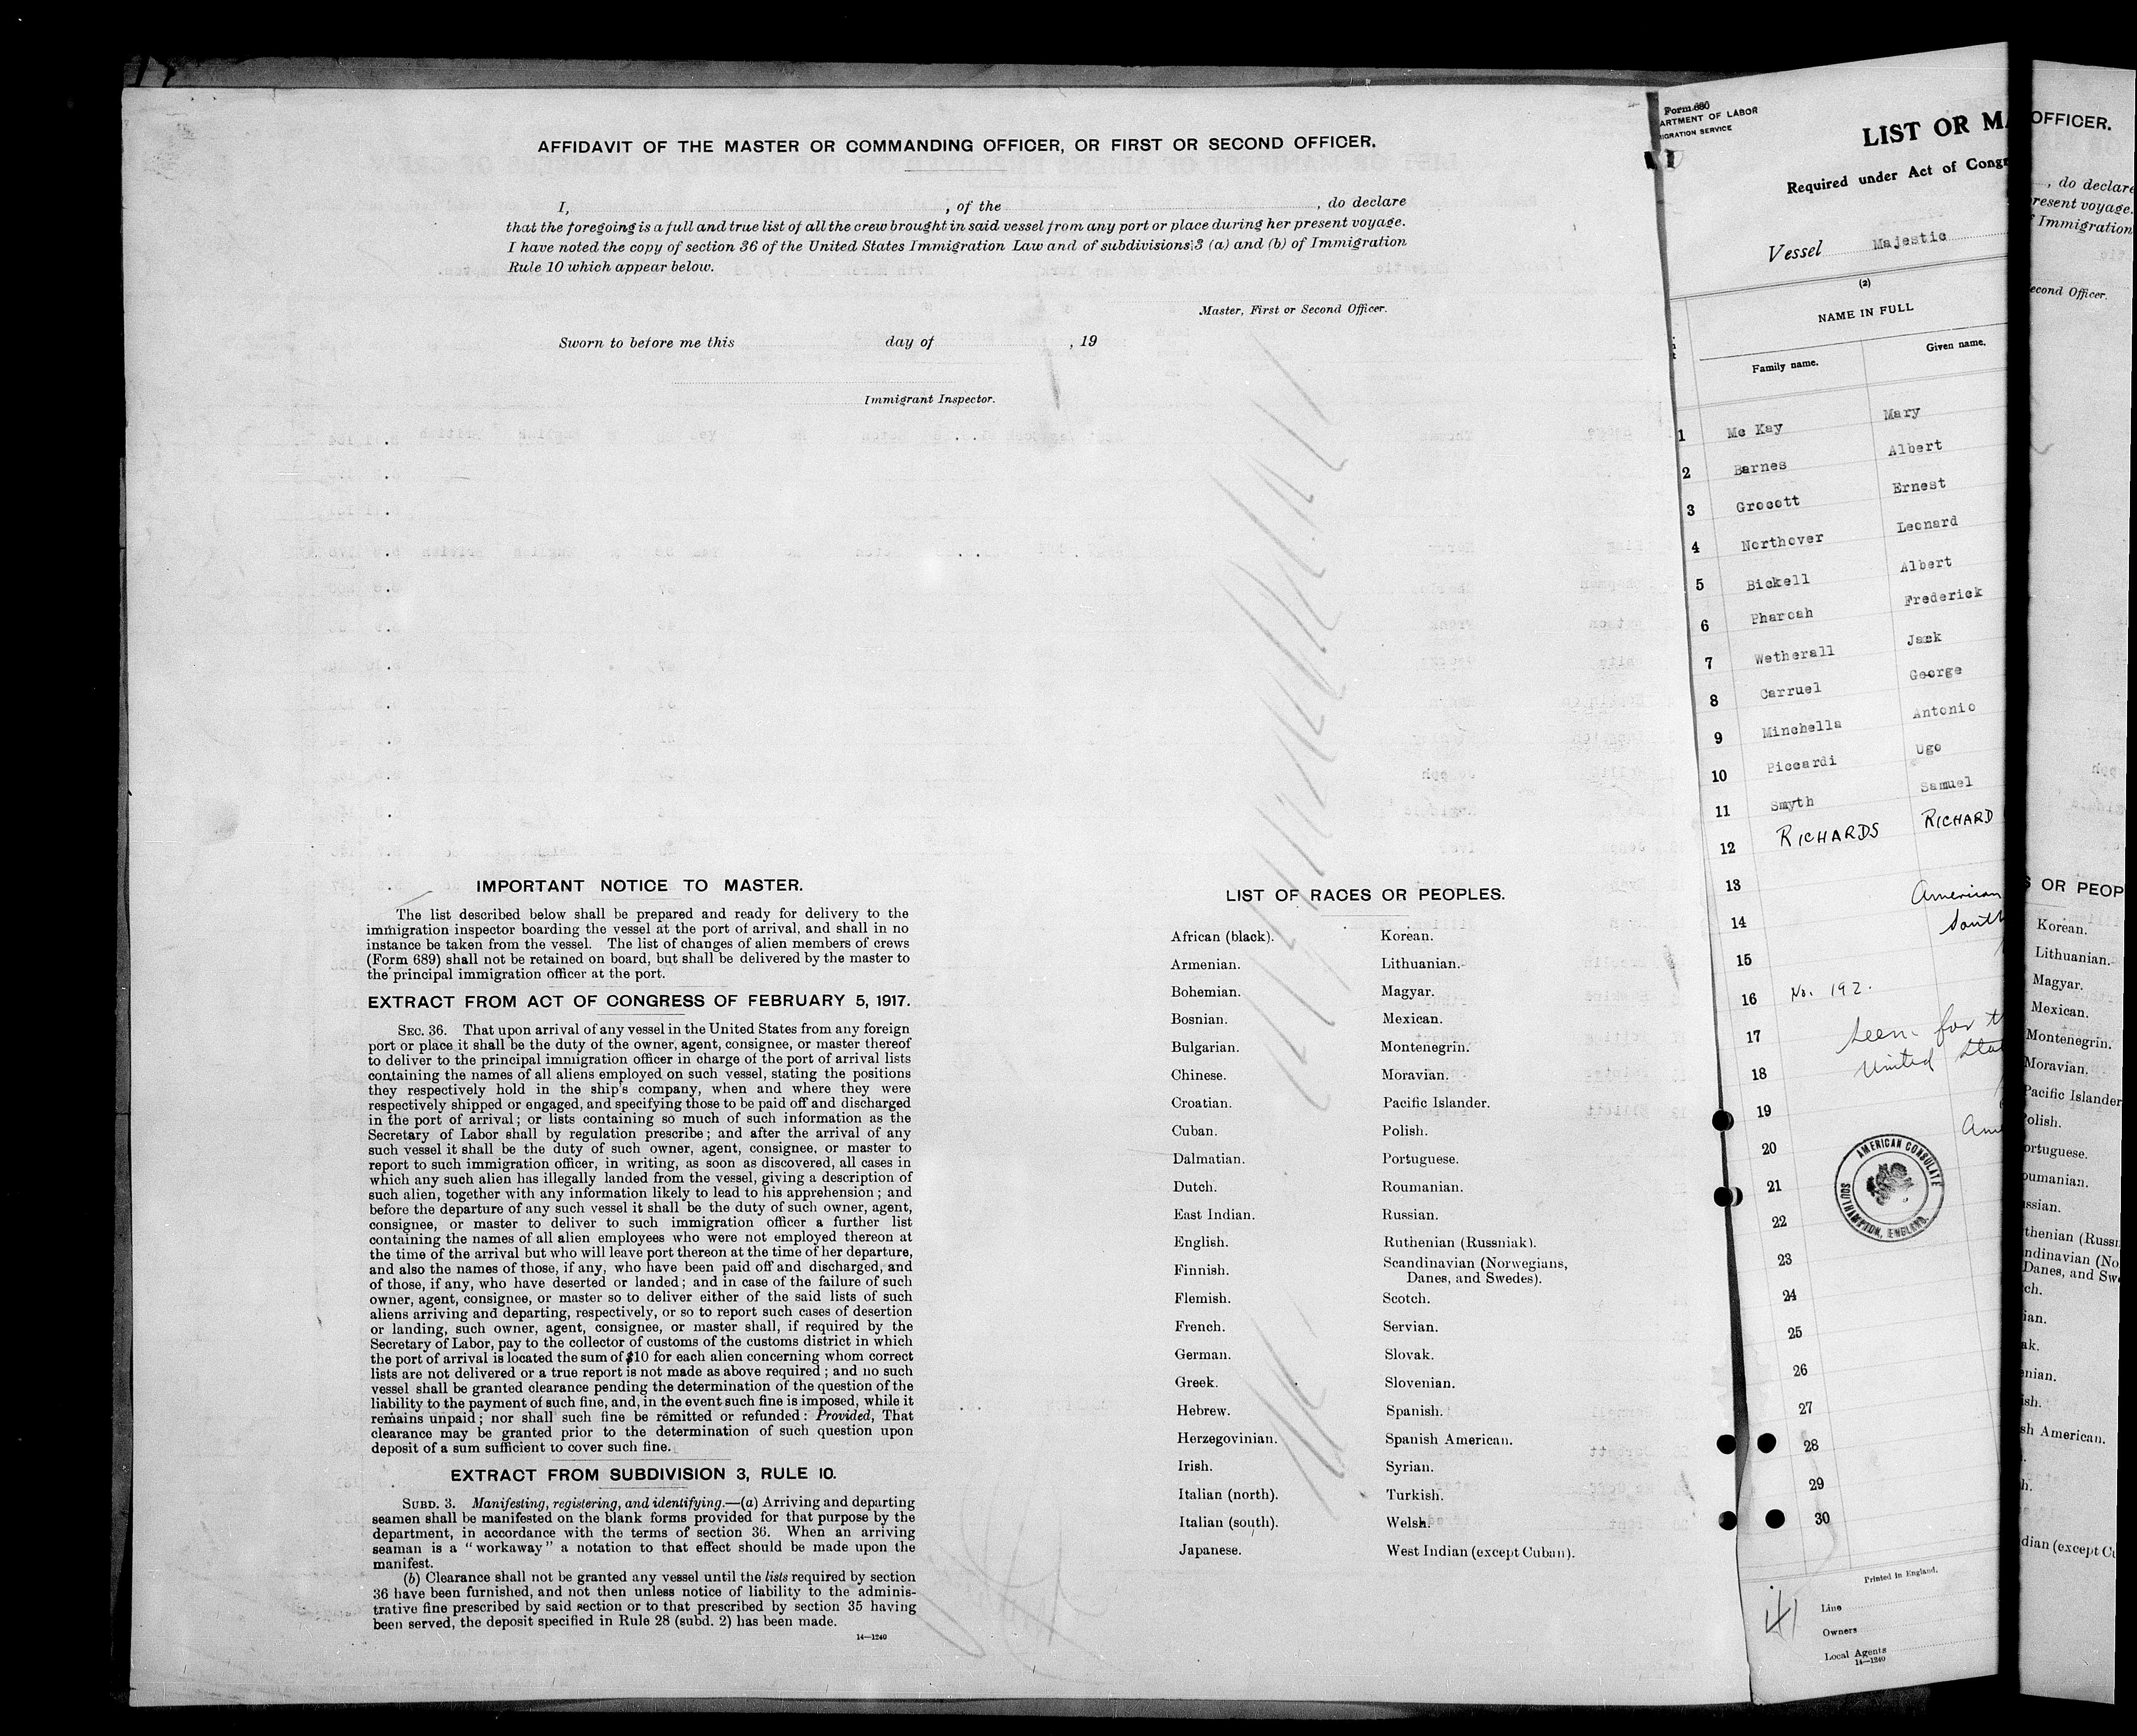 AFFIDAVIT OF THE MASTER OR COMMANDING OFFICER, OR FIRST OR SECOND OFFICER.
I, , of the , do declare
that the foregoing is a full and true list of all the crew brought in said vessel from any port or place during her present voyage.
I have noted the copy of section 36 of the United States Immigration Law and of subdivisions 3 (a) and (b) of Immigration
Rule 10 which appear below.
Master, First or Second Officer.
Sworn to before me this day of , 19
Immigrant Inspector.
IMPORTANT NOTICE TO MASTER.
The list described below shall be prepared and ready for delivery to the
immigration inspector boarding the vessel at the port of arrival, and shall in no
instance be taken from the vessel. The list of changes of alien members of crews
(Form 689) shall not be retained on board, but shall be delivered by the master to
the principal immigration officer at the port.
EXTRACT FROM ACT OF CONGRESS OF FEBRUARY 5, 1917.
SEC. 36. That upon arrival of any vessel in the United States from any foreign
port or place it shall be the duty of the owner, agent, consignee, or master thereof
to deliver to the principal immigration officer in charge of the port of arrival lists
containing the names of all aliens employed on such vessel, stating the positions
they respectively hold in the ship's company, when and where they were
respectively shipped or engaged, and specifying those to be paid off and discharged
in the port of arrival; or lists containing so much of such information as the
Secretary of Labor shall by regulation prescribe; and after the arrival of any
such vessel it shall be the duty of such owner, agent, consignee, or master to
report to such immigration officer, in writing, as soon as discovered, all cases in
which any such alien has illegally landed from the vessel, giving a description of
such alien, together with any information likely to lead to his apprehension; and
before the departure of any such vessel it shall be the duty of such owner, agent,
consignee, or master to deliver to such immigration officer a further list
containing the names of all alien employees who were not employed thereon at
the time of the arrival but who will leave port thereon at the time of her departure,
and also the names of those, if any, who have been paid off and discharged, and
of those, if any, who have deserted or landed; and in case of the failure of such
owner, agent, consignee, or master so to deliver either of the said lists of such
aliens arriving and departing, respectively, or so to report such cases of desertion
or landing, such owner, agent, consignee, or master shall, if required by the
Secretary of Labor, pay to the collector of customs of the customs district in which
the port of arrival is located the sum of $10 for each alien concerning whom correct
lists are not delivered or a true report is not made as above required; and no such
vessel shall be granted clearance pending the determination of the question of the
liability to the payment of such fine, and, in the event such fine is imposed, while it
remains unpaid; nor shall such fine be remitted or refunded: Provided, That
clearance may be granted prior to the determination of such question upon
deposit of a sum sufficient to cover such fine.
EXTRACT FROM SUBDIVISION 3, RULE 10.
SUBD. 3. Manifesting, registering, and identifying.—(a) Arriving and departing
seamen shall be manifested on the blank forms provided for that purpose by the
department, in accordance with the terms of section 36. When an arriving
seaman is a "workaway" a notation to that effect should be made upon the
manifest.
(b) Clearance shall not be granted any vessel until the lists required by section
36 have been furnished, and not then unless notice of liability to the adminis-
trative fine prescribed by said section or to that prescribed by section 35 having
been served, the deposit specified in Rule 28 (subd. 2) has been made.
14—1240
LIST OF RACES OR PEOPLES.
African (black). Korean.
Armenian. Lithuanian.
Bohemian. Magyar.
Bosnian. Mexican.
Bulgarian. Montenegrin.
Chinese. Moravian.
Croatian. Pacific Islander.
Cuban. Polish.
Dalmatian. Portuguese.
Dutch. Roumanian.
East Indian. Russian.
English. Ruthenian (Russniak).
Finnish. Scandinavian (Norwegians,
Danes, and Swedes).
Flemish. Scotch.
French. Servian.
German. Slovak.
Greek. Slovenian.
Hebrew. Spanish.
Herzegovinian. Spanish American.
Irish. Syrian.
Italian (north). Turkish.
Italian (south). Welsh.
Japanese. West Indian (except Cuban).
Form 680
ARTMENT OF LABOR
IGRATION SERVICE
LIST OR MA
Required under Act of Congr
Vessel Majestic
(2)
NAME IN FULL
Family name. Given name.
1 Mc Kay Mary
2 Barnes Albert
3 Grocott Ernest
4 Northover Leonard
5 Bickell Albert
6 Pharoah Frederick
7 Wetherall Jack
8 Carruel George
9 Minchella Antonio
10 Piccardi Ugo
11 Smyth Samuel
12 RICHARDS RICHARD
13
14 American
15 South
16 No. 192.
17 Seen for th
18 United Stat
19
20 Ame
21
22
23
24
25
26
27
28
29
30
AMERICAN CONSULATE
SOUTHAMPTON, ENGLAND.
Printed in England.
41
Line
Owners
Local Agents
14—1240
OFFICER.
, do declare
resent voyage.
Immigration
econd Officer.
S OR PEOP
Korean.
Lithuanian.
Magyar.
Mexican.
Montenegrin.
Moravian.
Pacific Islander
olish.
ortuguese.
oumanian.
ussian.
thenian (Russn
ndinavian (No
Danes, and Swe
ch.
ian.
ak.
enian.
ish.
sh American.
h.
dian (except Cu